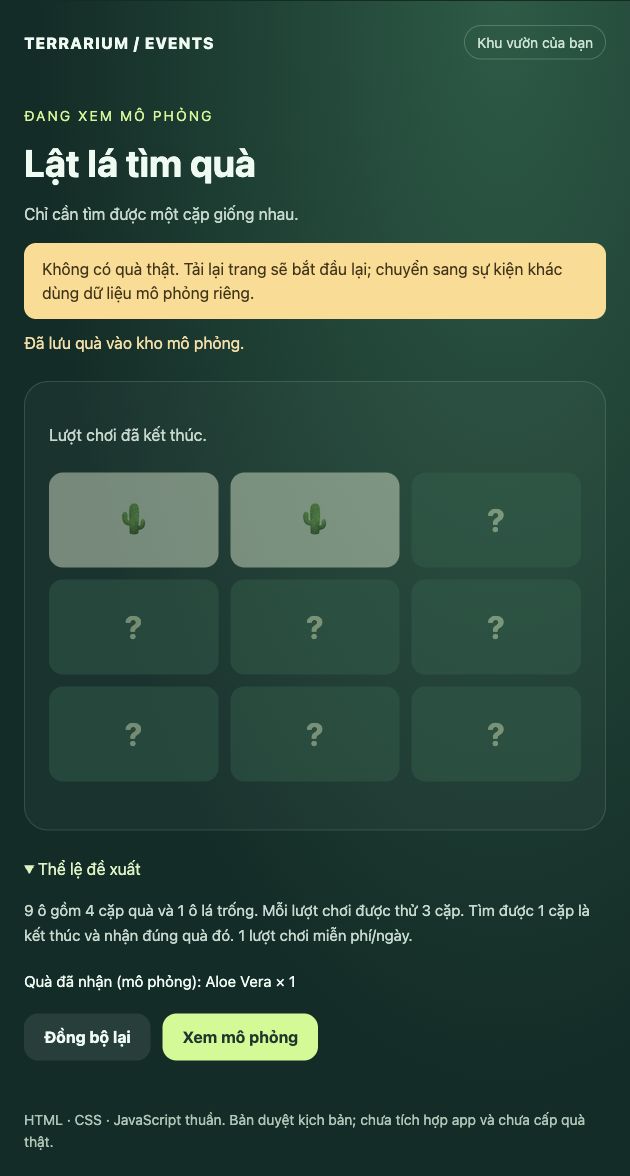 TERRARIUM / EVENTS
Khu vườn của bạn
ĐANG XEM MÔ PHỎNG
Lật lá tìm quà
Chỉ cần tìm được một cặp giống nhau.
Không có quà thật. Tải lại trang sẽ bắt đầu lại; chuyển sang sự kiện khác
dùng dữ liệu mô phỏng riêng.
Đã lưu quà vào kho mô phỏng.
Lượt chơi đã kết thúc.
?
? ? ?
? ? ?
▼ Thể lệ đề xuất
9 ô gồm 4 cặp quà và 1 ô lá trống. Mỗi lượt chơi được thử 3 cặp. Tìm được 1 cặp là
kết thúc và nhận đúng quà đó. 1 lượt chơi miễn phí/ngày.
Quà đã nhận (mô phỏng): Aloe Vera × 1
Đồng bộ lại
Xem mô phỏng
HTML · CSS · JavaScript thuần. Bản duyệt kịch bản; chưa tích hợp app và chưa cấp quà
thật.